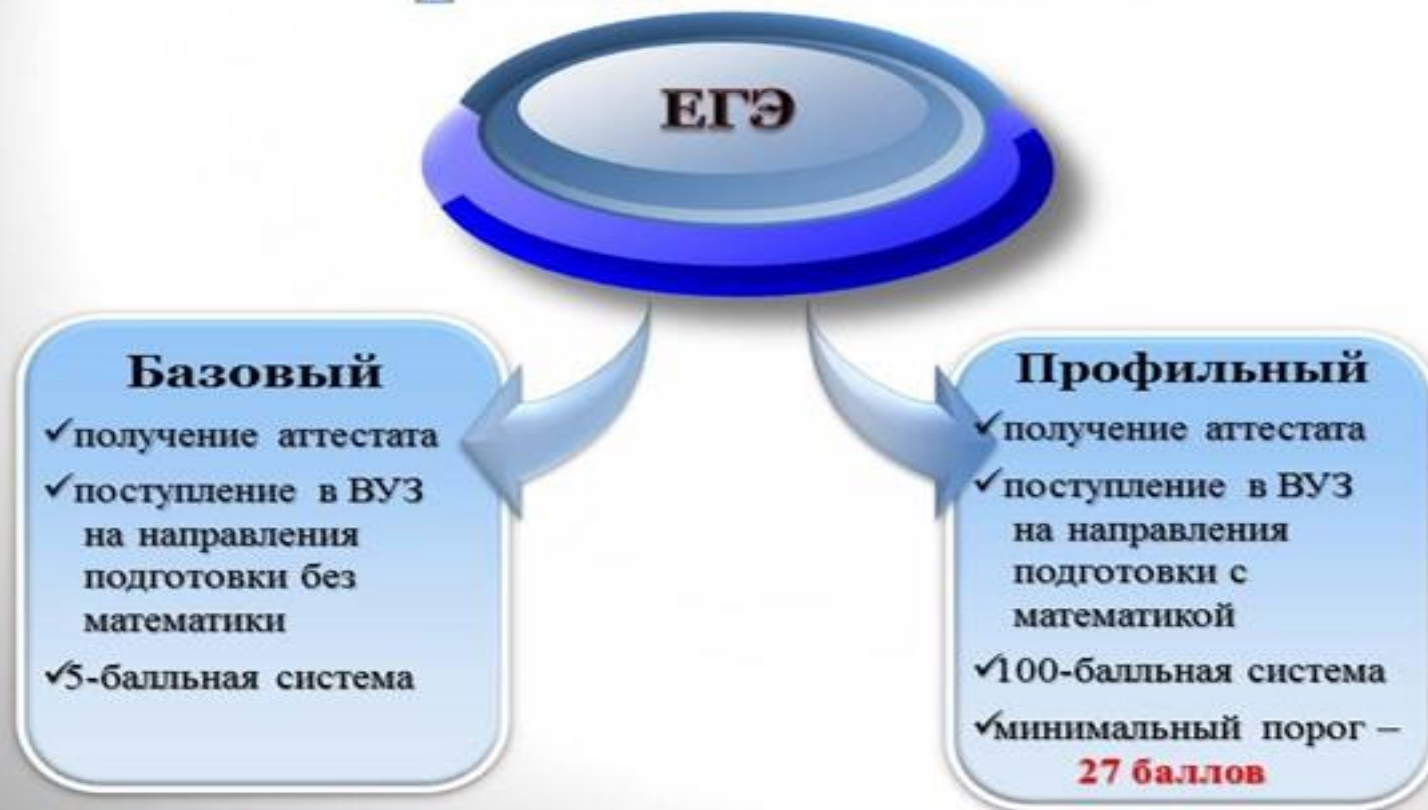 ЕГЭ
Базовый
✓получение аттестата
✓поступление в ВУЗ
на направления
подготовки без
математики
✓5-балльная система
Профильный
✓получение аттестата
✓поступление в ВУЗ
на направления
подготовки с
математикой
✓100-балльная система
✓минимальный порог –
27 баллов